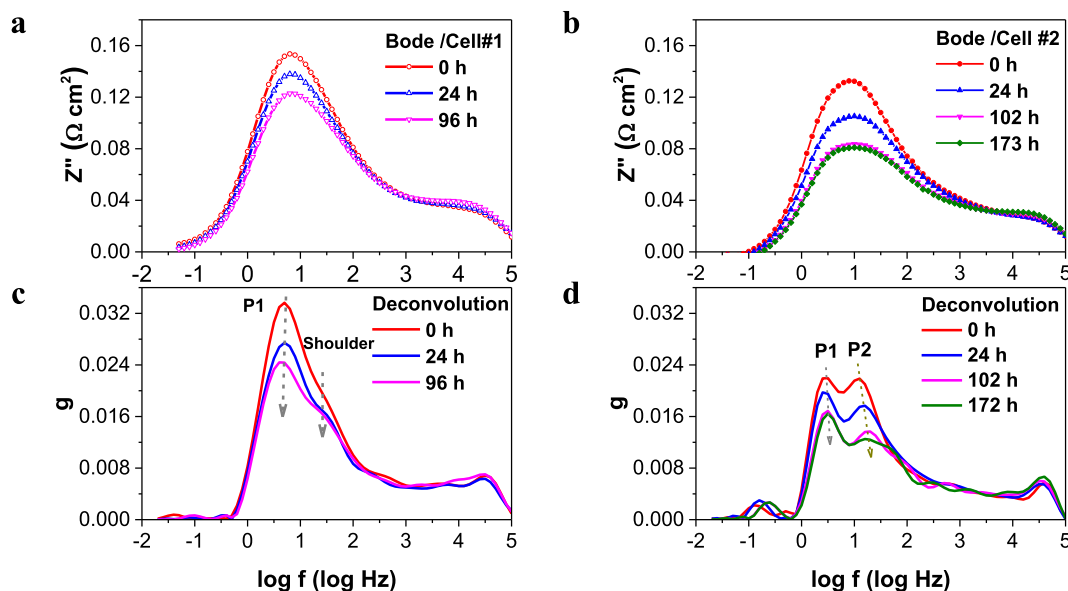 a
Z" (Ω cm²)
0.16
0.12
0.08
0.04
0.00
Bode /Cell#1
0 h
24 h
96 h
-2 -1 0 1 2 3 4 5
b
Z" (Ω cm²)
0.16
0.12
0.08
0.04
0.00
Bode /Cell #2
0 h
24 h
102 h
173 h
-2 -1 0 1 2 3 4 5
c
g
0.032
0.024
0.016
0.008
0.000
P1
Shoulder
Deconvolution
0 h
24 h
96 h
-2 -1 0 1 2 3 4 5
log f (log Hz)
d
g
0.032
0.024
0.016
0.008
0.000
P1 P2
Deconvolution
0 h
24 h
102 h
172 h
-2 -1 0 1 2 3 4 5
log f (log Hz)